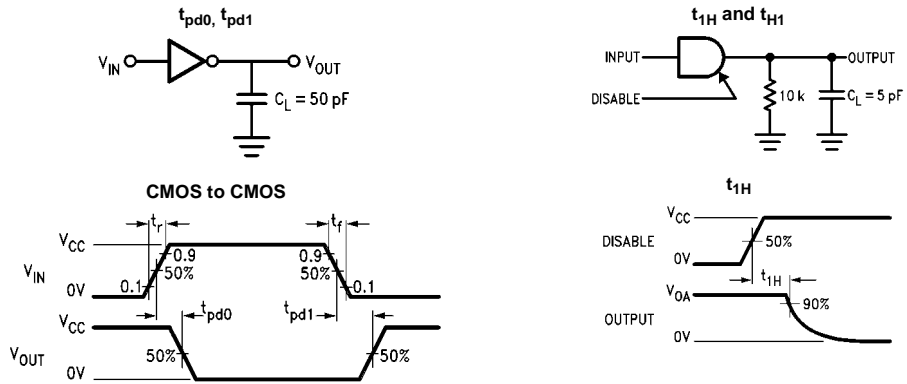 tpd0, tpd1
VIN
VOUT
CL = 50 pF
CMOS to CMOS
tr
tf
VCC
0.9
0.9
VIN
50%
50%
0V
0.1
0.1
tpd0
tpd1
VCC
VOUT
50%
50%
0V
t1H and tH1
INPUT
OUTPUT
DISABLE
10 k
CL = 5 pF
t1H
VCC
DISABLE
50%
0V
t1H
VOA
90%
OUTPUT
0V